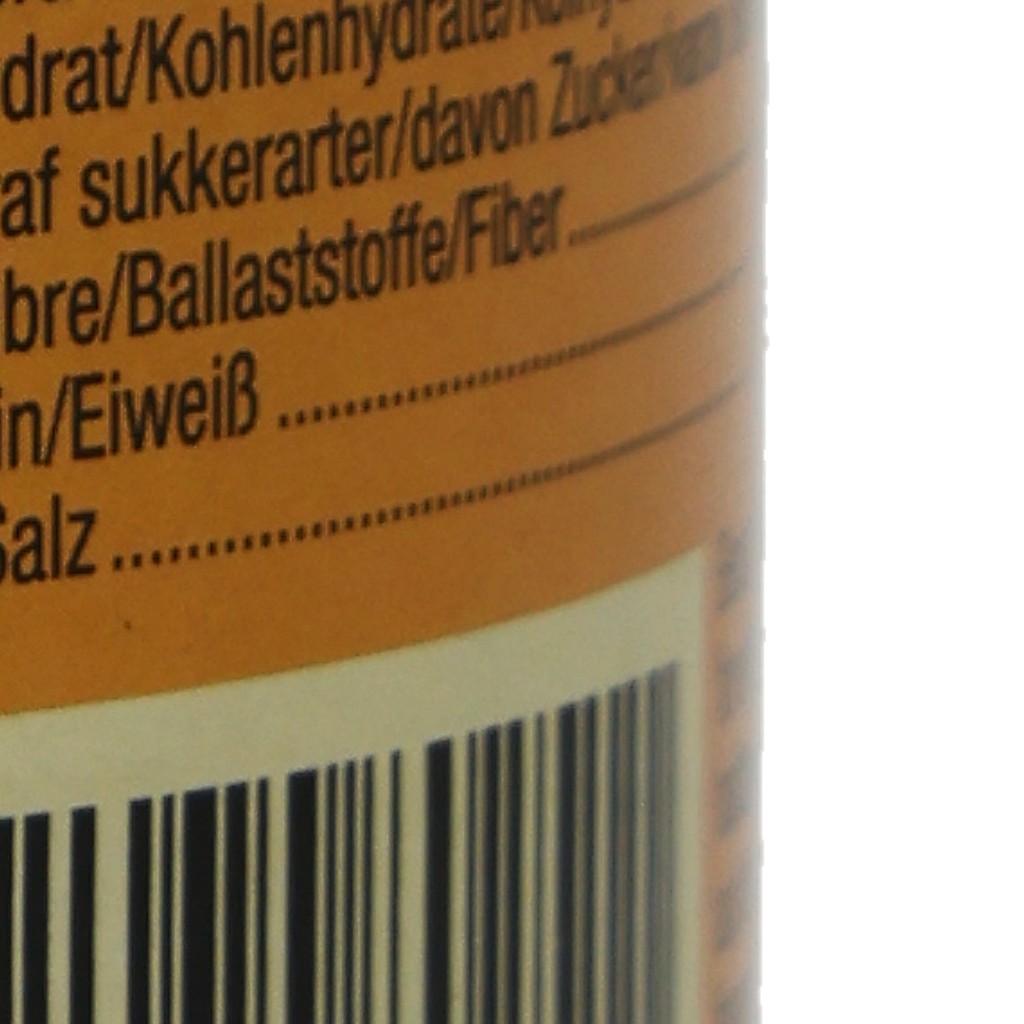 drat/Kohlenhydrate/
af sukkerarter/davon Zucker/
bre/Ballaststoffe/Fiber
in/Eiweiß
Salz